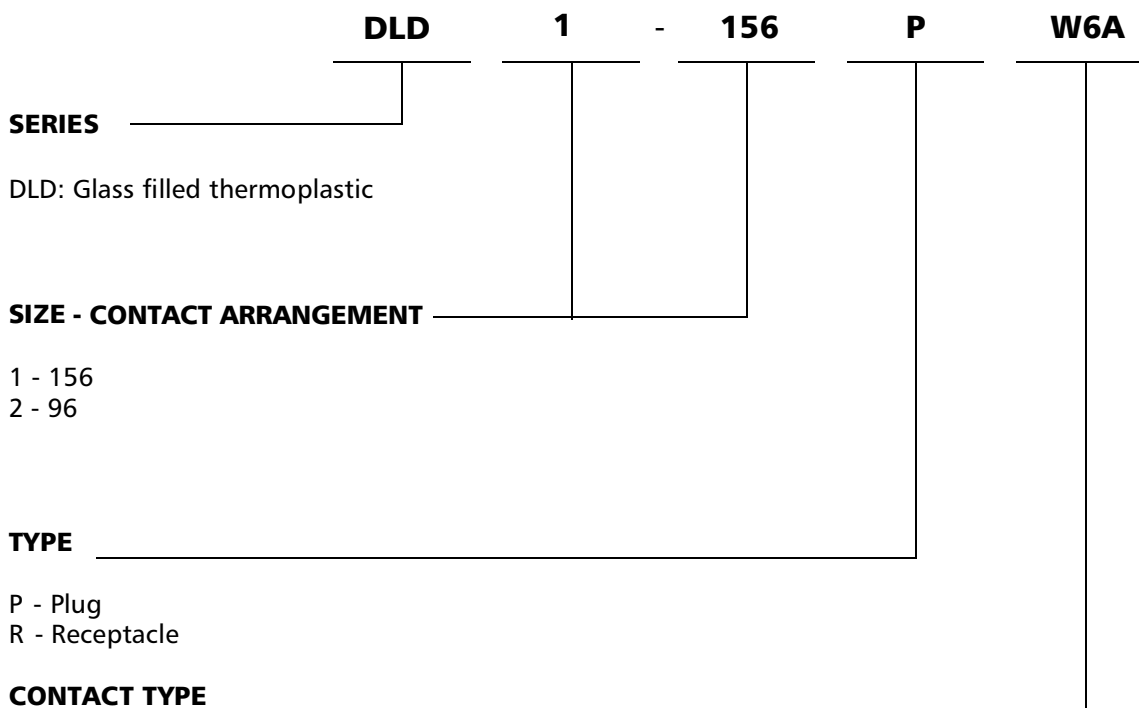 DLD 1 - 156 P W6A
SERIES
DLD: Glass filled thermoplastic
SIZE - CONTACT ARRANGEMENT
1 - 156
2 - 96
TYPE
P - Plug
R - Receptacle
CONTACT TYPE